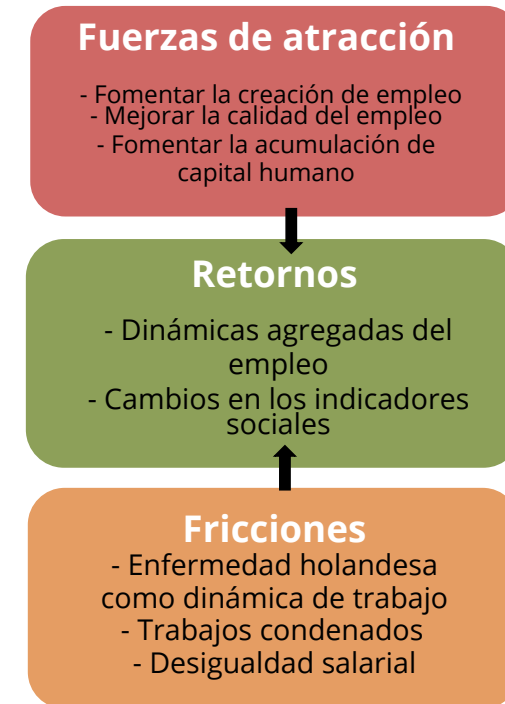 Fuerzas de atracción
- Fomentar la creación de empleo
- Mejorar la calidad del empleo
- Fomentar la acumulación de
capital humano
Retornos
- Dinámicas agregadas del
empleo
- Cambios en los indicadores
sociales
Fricciones
- Enfermedad holandesa
como dinámica de trabajo
- Trabajos condenados
- Desigualdad salarial